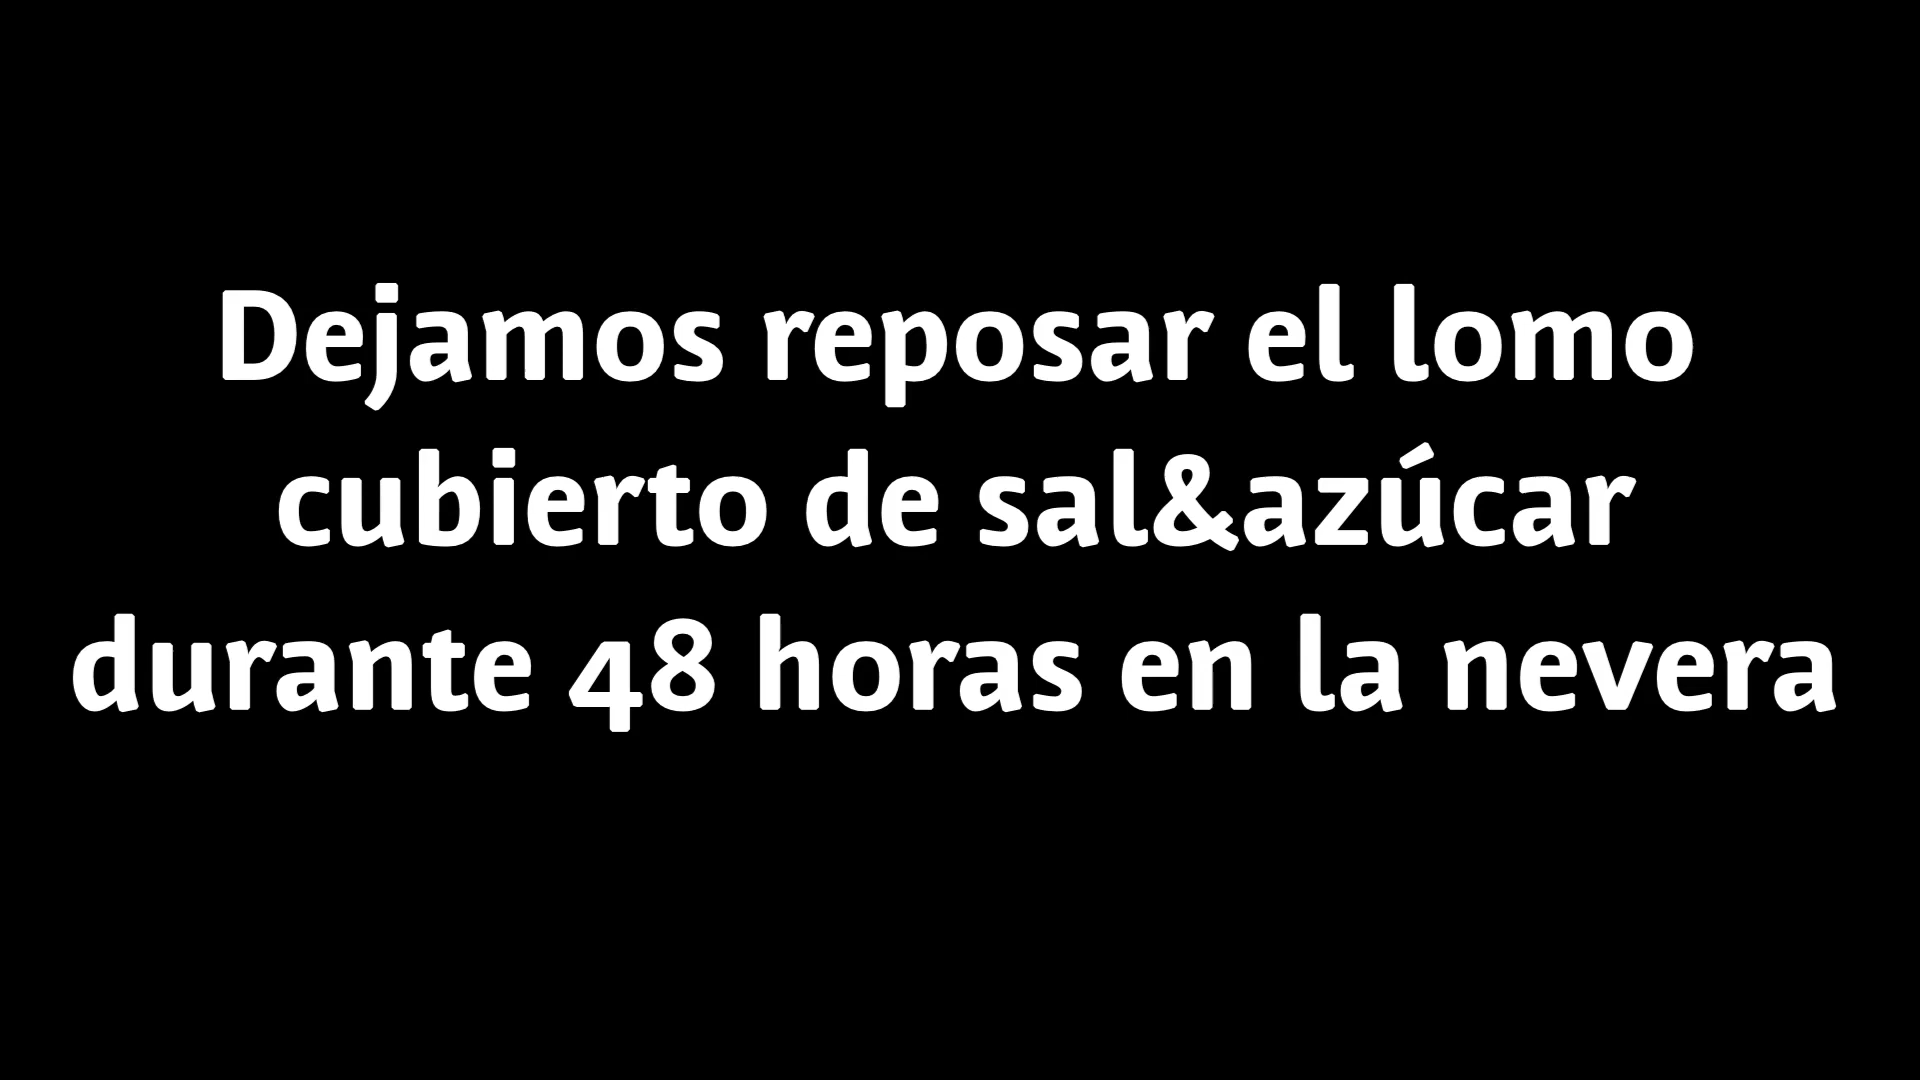 Dejamos reposar el lomo
cubierto de sal&azúcar
durante 48 horas en la nevera